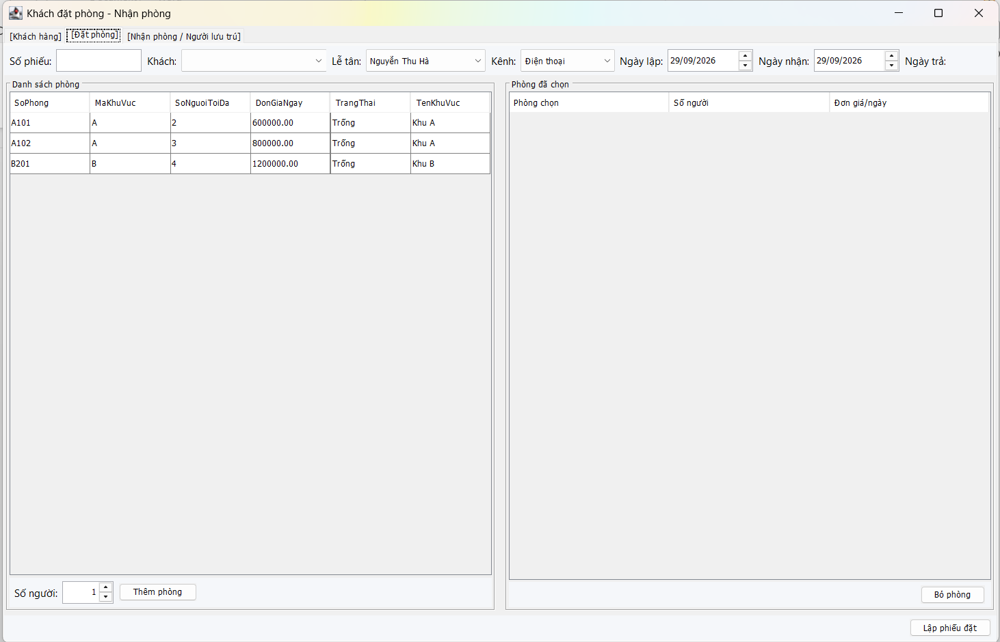 Khách đặt phòng - Nhận phòng
[Khách hàng] [Đặt phòng] [Nhận phòng / Người lưu trú]
Số phiếu: Khách: Lễ tân: Nguyễn Thu Hà Kênh: Điện thoại Ngày lập: 29/09/2026 Ngày nhận: 29/09/2026 Ngày trả:
Danh sách phòng
SoPhong MaKhuVuc SoNguoiToiDa DonGiaNgay TrangThai TenKhuVuc
A101 A 2 600000.00 Trống Khu A
A102 A 3 800000.00 Trống Khu A
B201 B 4 1200000.00 Trống Khu B
Số người: 1 Thêm phòng
Phòng đã chọn
Phòng chọn Số người Đơn giá/ngày
Bỏ phòng
Lập phiếu đặt